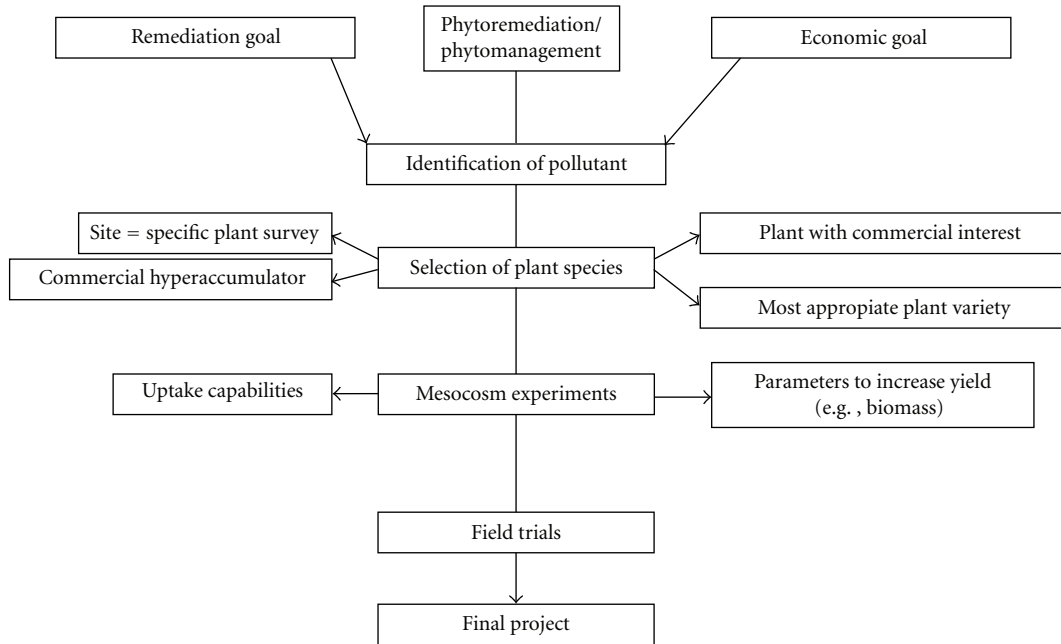 Remediation goal
Phytoremediation/
phytomanagement
Economic goal
Identification of pollutant
Site = specific plant survey
Commercial hyperaccumulator
Selection of plant species
Plant with commercial interest
Most appropiate plant variety
Uptake capabilities
Mesocosm experiments
Parameters to increase yield
(e.g. , biomass)
Field trials
Final project